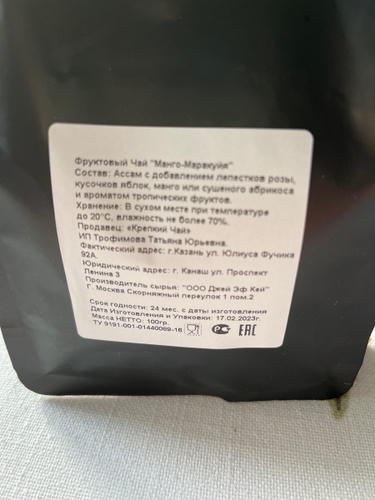 Фруктовый Чай "Манго-Маракуйя"
Состав: Ассам с добавлением лепестков розы,
кусочков яблок, манго или сушеного абрикоса
и ароматом тропических фруктов.
Хранение: В сухом месте при температуре
до 20°С, влажность не более 70%.
Продавец: «Крепкий Чай»
ИП Трофимова Татьяна Юрьевна.
Фактический адрес: г.Казань ул. Юлиуса Фучика
92А.
Юридический адрес: г. Канаш ул. Проспект
Ленина 3
Производитель сырья: "ООО Джей Эф Кей"
Г. Москва Скорняжный переулок 1 пом.2
Срок годности: 24 мес. с даты изготовления
Дата Изготовления и Упаковки: 17.02.2023г.
Масса НЕТТО: 100гр.
ТУ 9191-001-01440069-16 РС ЕАС